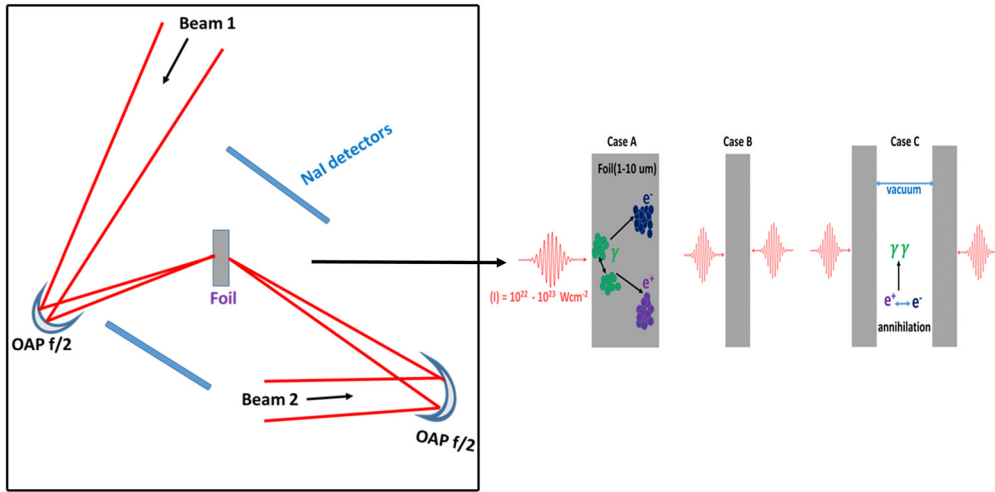 Beam 1
NaI detectors
Foil
OAP f/2
Beam 2
OAP f/2
Case A
Foil(1-10 um)
e⁻
γ
e⁺
(I) = 10²² - 10²³ Wcm⁻²
Case B
Case C
vacuum
γγ
e⁺ e⁻
annihilation